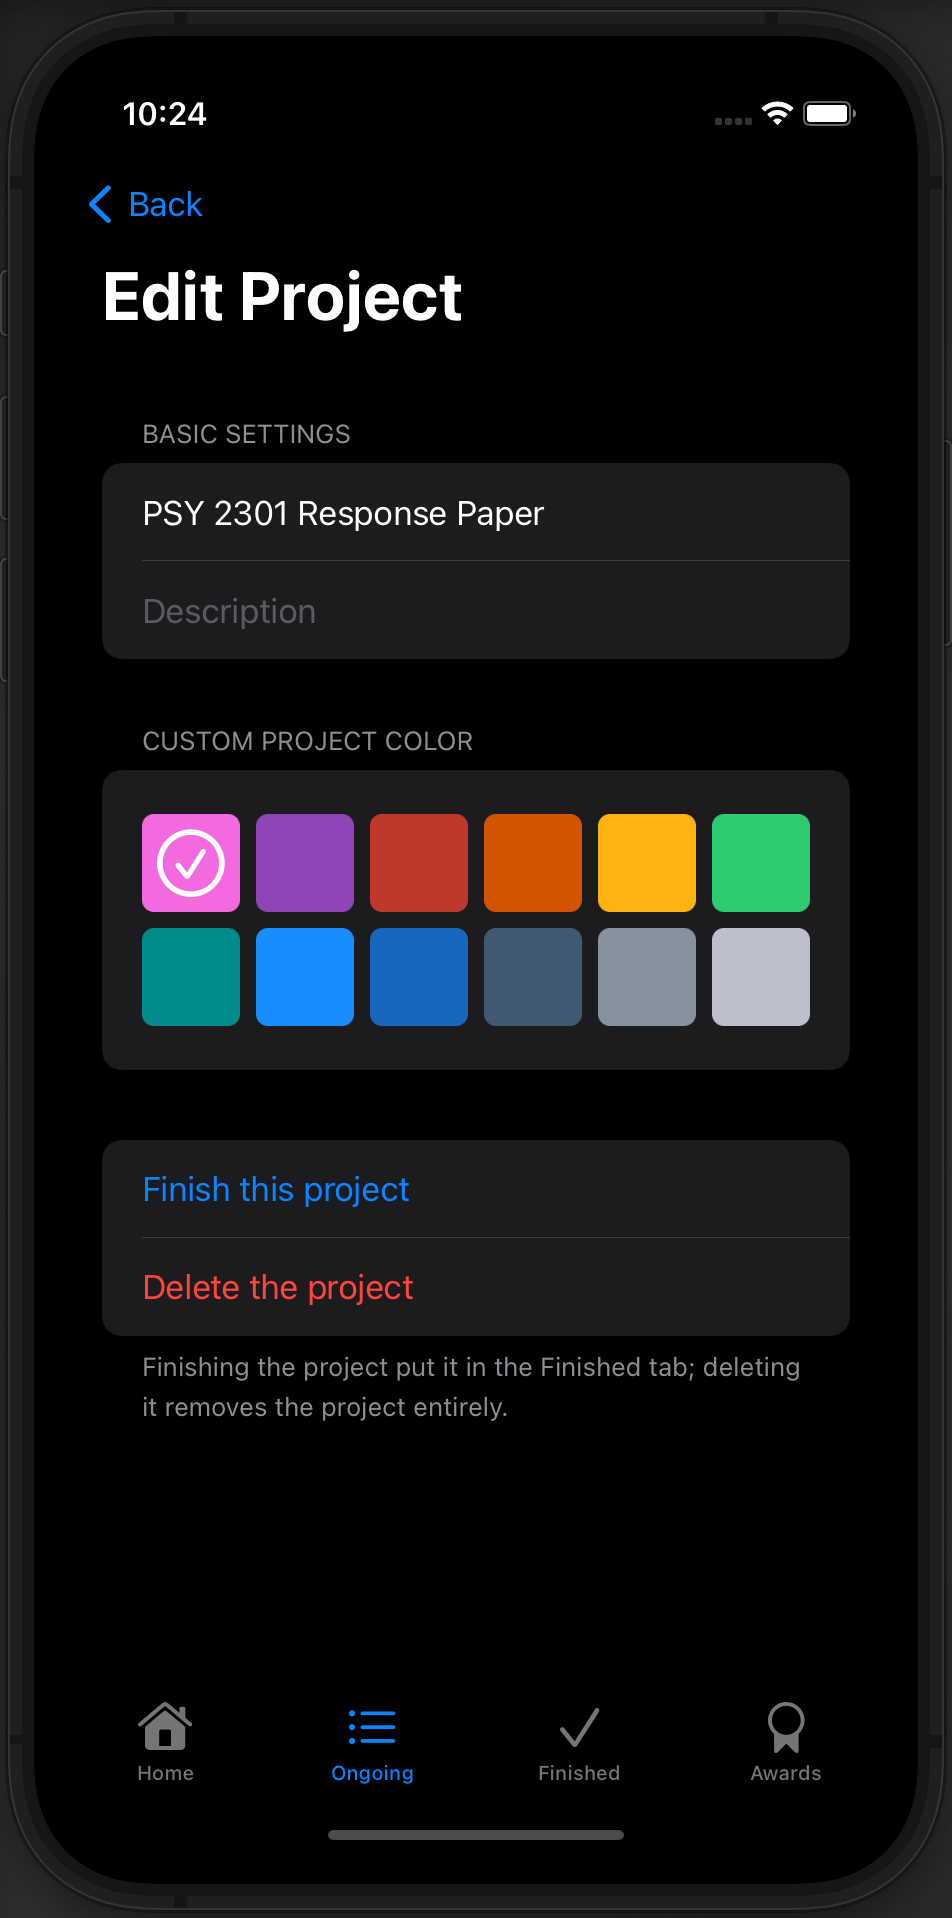 10:24
Back
Edit Project
BASIC SETTINGS
PSY 2301 Response Paper
Description
CUSTOM PROJECT COLOR
Finish this project
Delete the project
Finishing the project put it in the Finished tab; deleting
it removes the project entirely.
Home
Ongoing
Finished
Awards